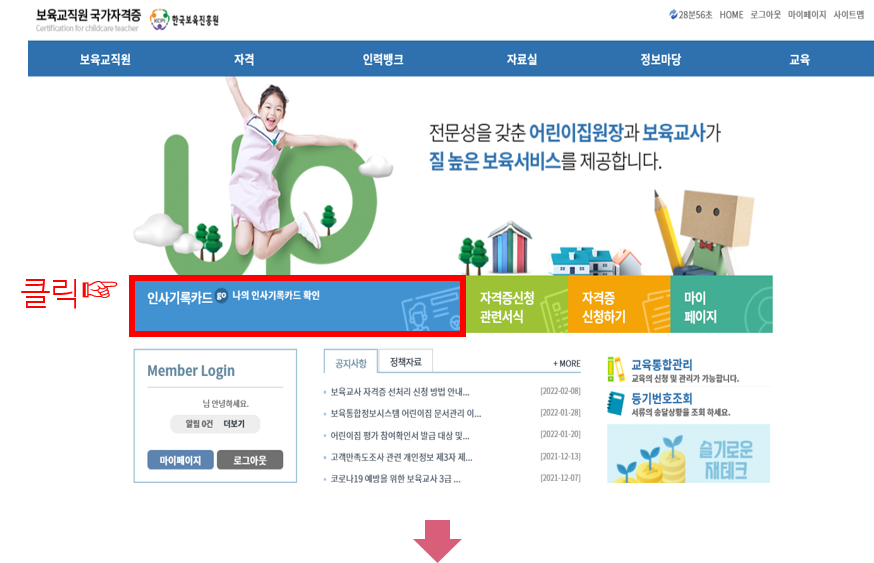 보육교직원 국가자격증
Certification for childcare teacher
KCPI 한국보육진흥원
28분56초 HOME 로그아웃 마이페이지 사이트맵
보육교직원 자격 인력뱅크 자료실 정보마당 교육
up
전문성을 갖춘 어린이집원장과 보육교사가
질 높은 보육서비스를 제공합니다.
클릭☞
인사기록카드 go 나의 인사기록카드 확인
자격증신청
관련서식
자격증
신청하기
마이
페이지
Member Login
님 안녕하세요.
알림 0건 더보기
마이페이지 로그아웃
공지사항 정책자료 + MORE
보육교사 자격증 선처리 신청 방법 안내... [2022-02-08]
보육통합정보시스템 어린이집 문서관리 이... [2022-01-28]
어린이집 평가 참여확인서 발급 대상 및... [2022-01-20]
고객만족도조사 관련 개인정보 제3자 제... [2021-12-13]
코로나19 예방을 위한 보육교사 3급 ... [2021-12-07]
교육통합관리
교육의 신청 및 관리가 가능합니다.
등기번호조회
서류의 송달상황을 조회 하세요.
슬기로운
재테크